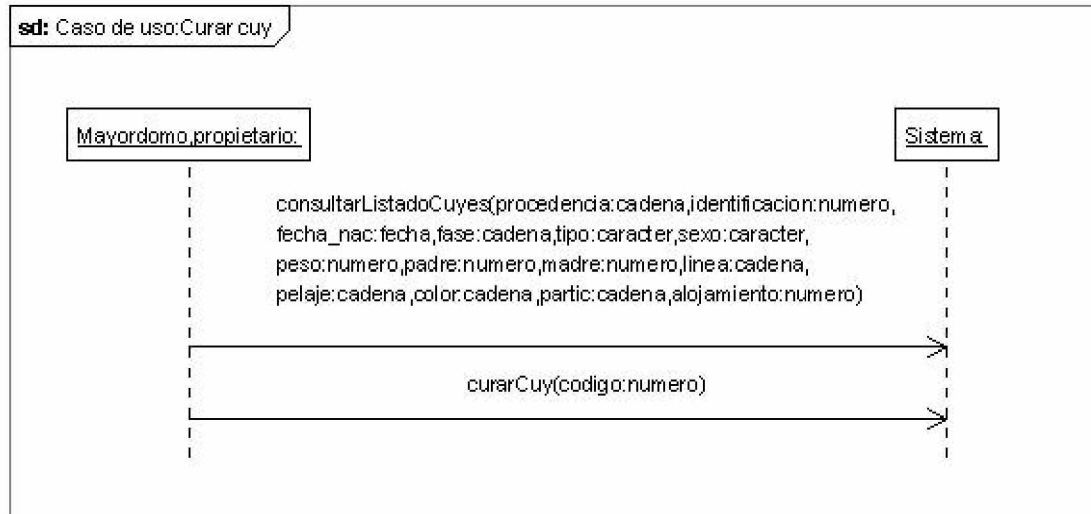 sd: Caso de uso:Curar cuy
Mayordomo,propietario:
Sistema:
consultarListadoCuyes(procedencia:cadena,identificacion:numero,
fecha_nac:fecha,fase:cadena,tipo:caracter,sexo:caracter,
peso:numero,padre:numero,madre:numero,linea:cadena,
pelaje:cadena,color:cadena,partic:cadena,alojamiento:numero)
curarCuy(codigo:numero)